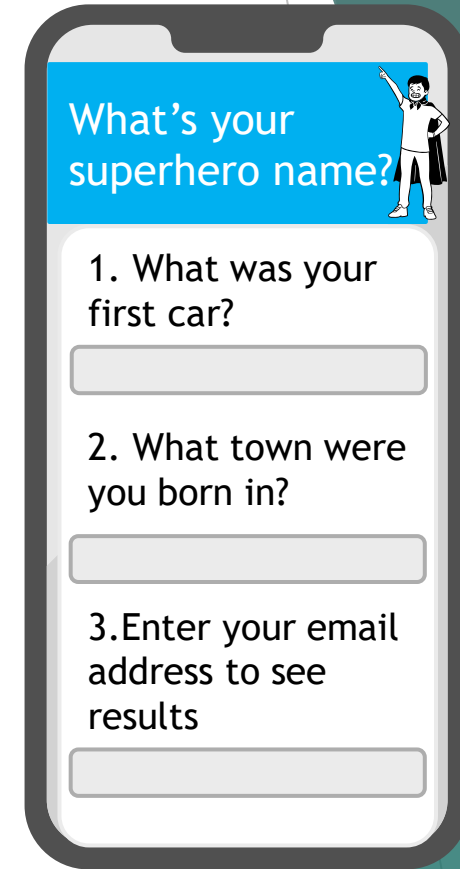 What’s your
superhero name?
1. What was your
first car?
2. What town were
you born in?
3.Enter your email
address to see
results